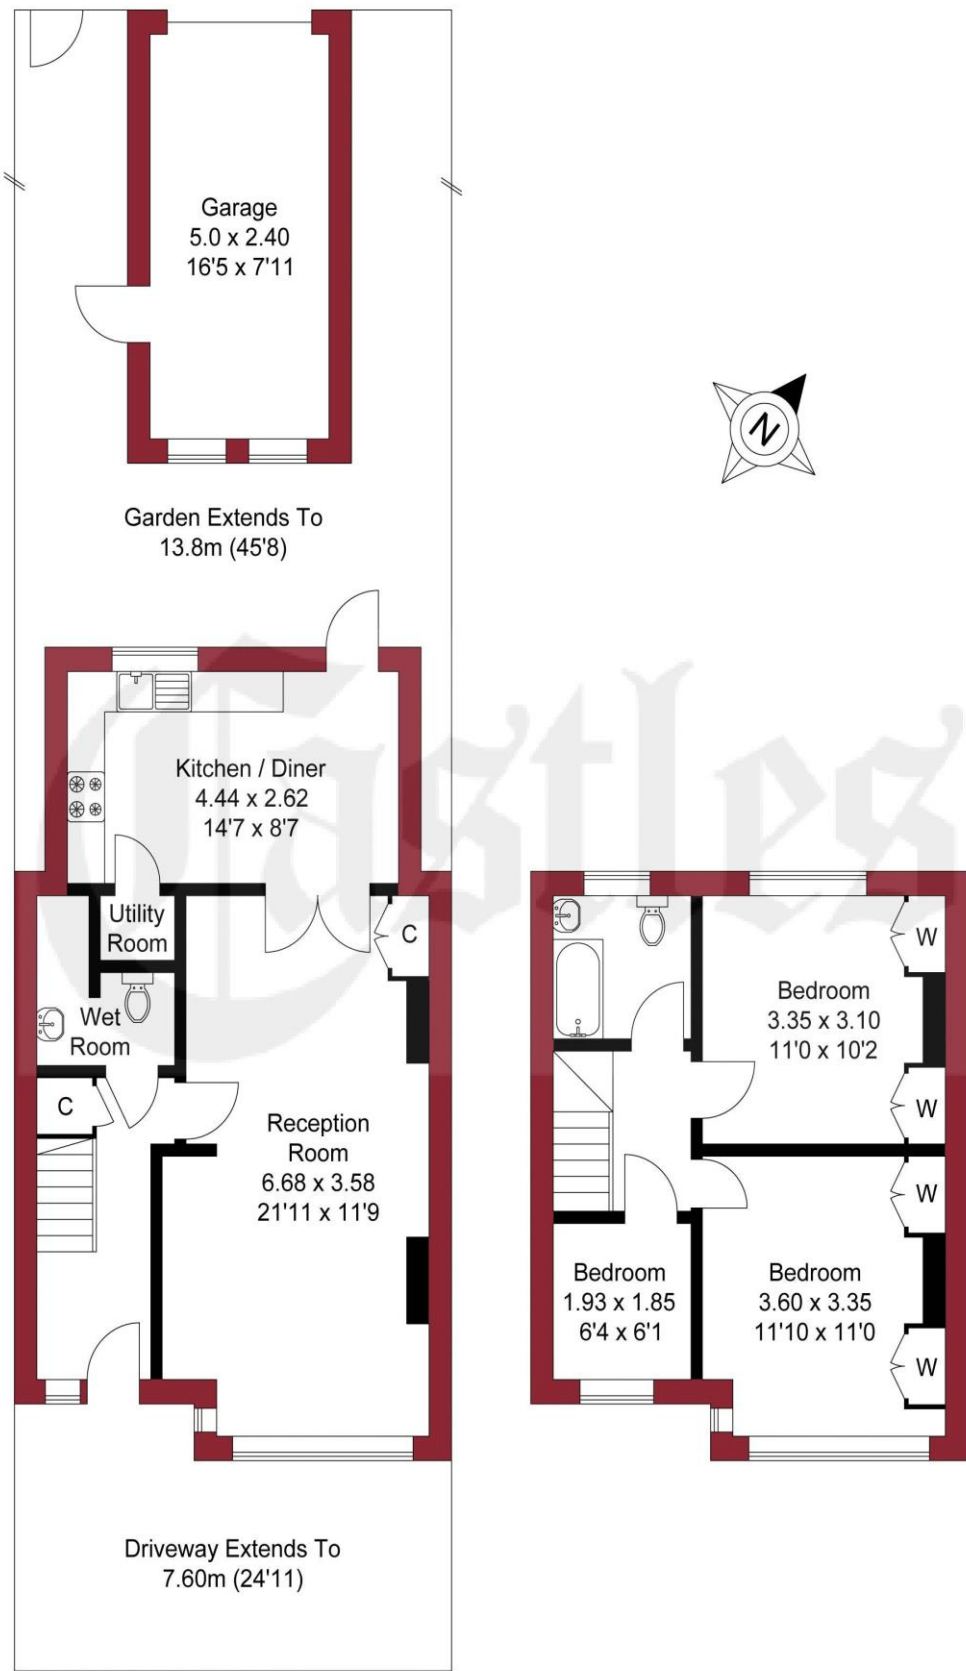 Garage
5.0 x 2.40
16'5 x 7'11
N
Garden Extends To
13.8m (45'8)
Castles
Kitchen / Diner
4.44 x 2.62
14'7 x 8'7
Utility
Room
C
Wet
Room
C
Reception
Room
6.68 x 3.58
21'11 x 11'9
Driveway Extends To
7.60m (24'11)
W
Bedroom
3.35 x 3.10
11'0 x 10'2
W
W
Bedroom
1.93 x 1.85
6'4 x 6'1
Bedroom
3.60 x 3.35
11'10 x 11'0
W